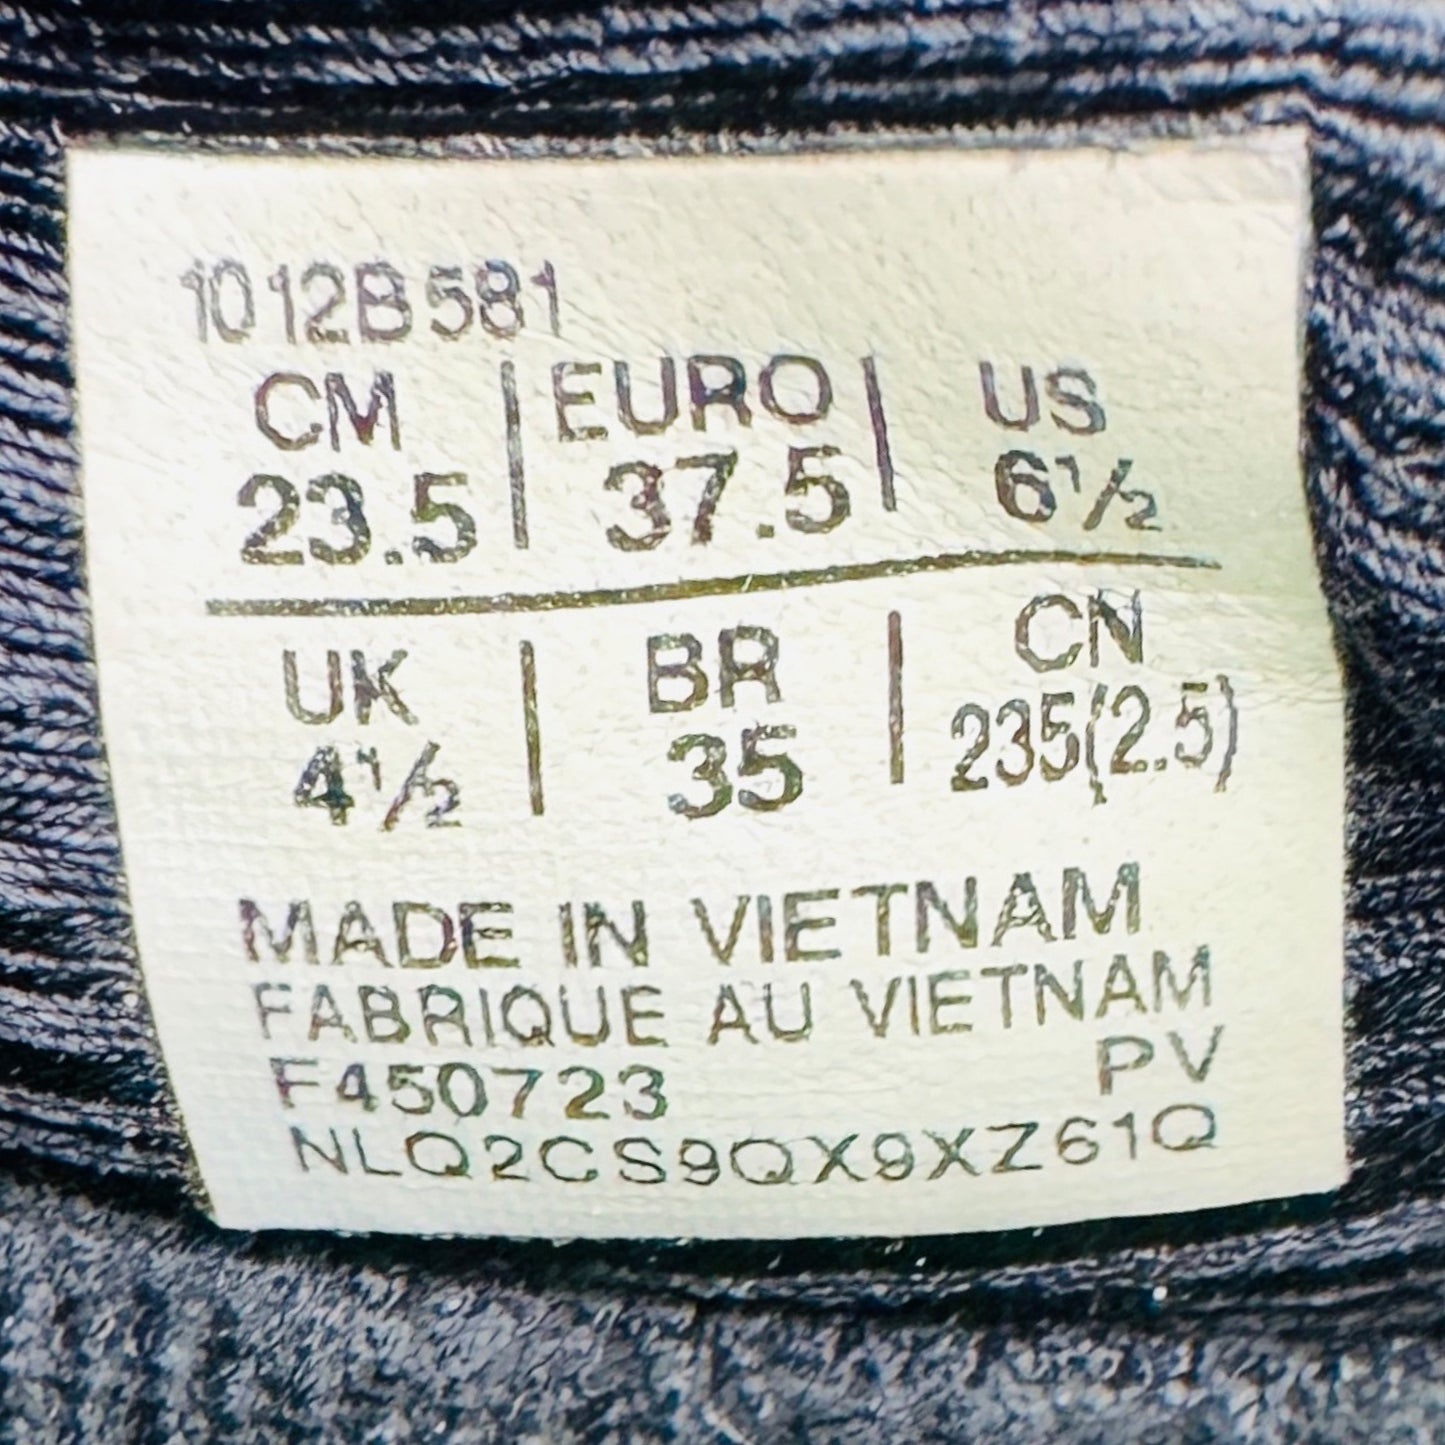 1012B581
CM | EURO | US
23.5 | 37.5 | 6½
UK | BR | CN
4½ | 35 | 235(2.5)
MADE IN VIETNAM
FABRIQUE AU VIETNAM
F450723 PV
NLQ2CS9QX9XZ61Q